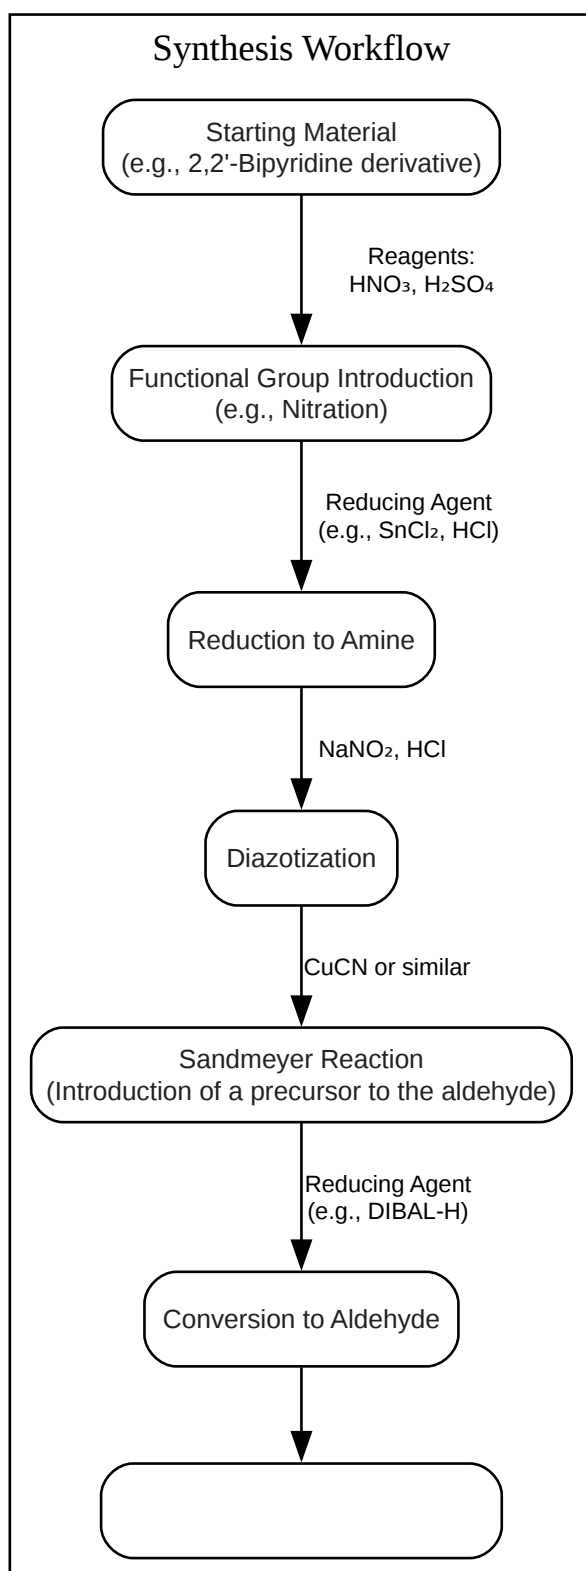 Synthesis Workflow
Starting Material
(e.g., 2,2'-Bipyridine derivative)
Reagents:
HNO₃, H₂SO₄
Functional Group Introduction
(e.g., Nitration)
Reducing Agent
(e.g., SnCl₂, HCl)
Reduction to Amine
NaNO₂, HCl
Diazotization
CuCN or similar
Sandmeyer Reaction
(Introduction of a precursor to the aldehyde)
Reducing Agent
(e.g., DIBAL-H)
Conversion to Aldehyde